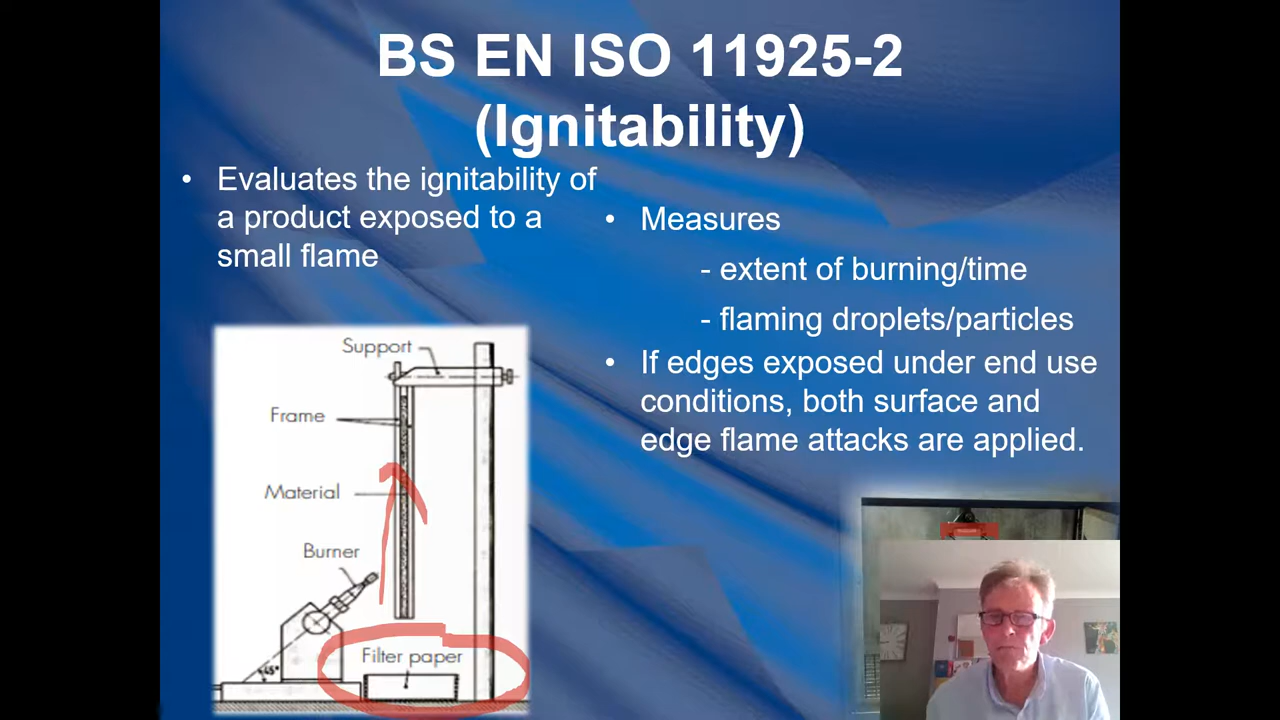 BS EN ISO 11925-2
(Ignitability)
• Evaluates the ignitability of
a product exposed to a
small flame
• Measures
- extent of burning/time
- flaming droplets/particles
• If edges exposed under end use
conditions, both surface and
edge flame attacks are applied.
Support
Frame
Material
Burner
45°
Filter paper